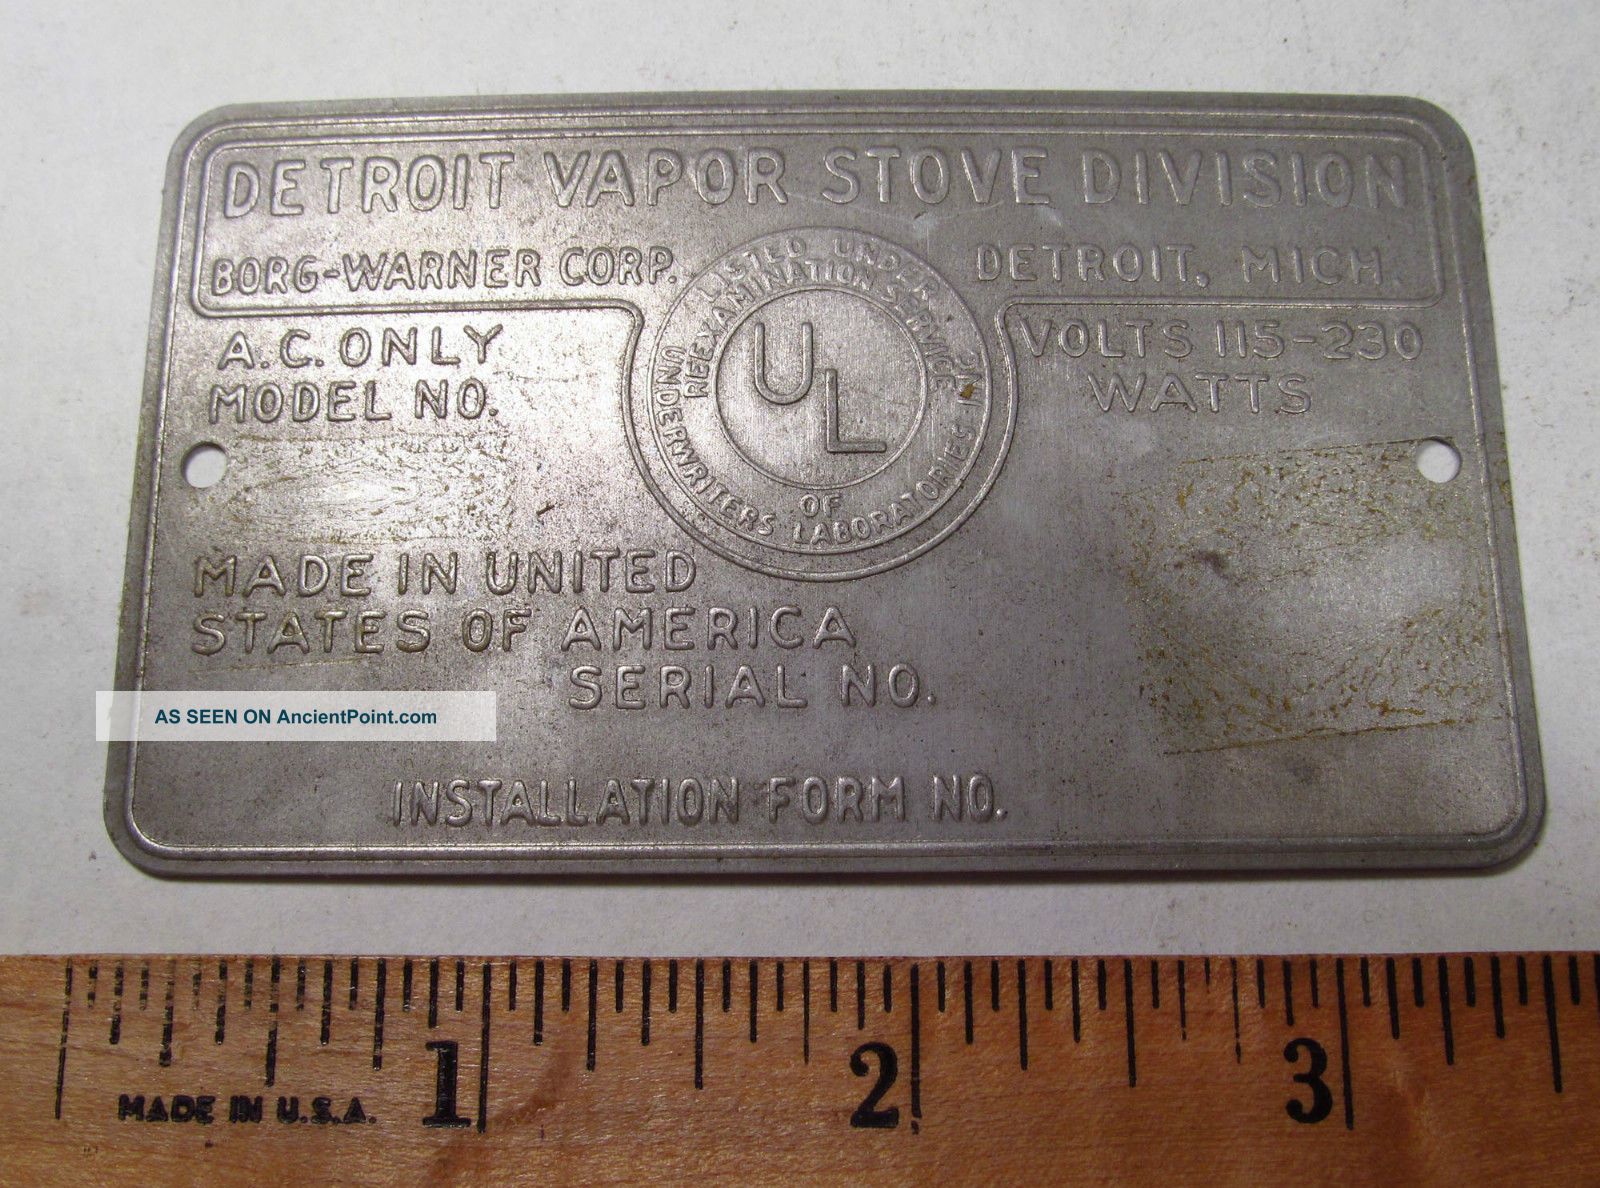 DETROIT VAPOR STOVE DIVISION
BORG-WARNER CORP.
DETROIT, MICH.
LISTED UNDER
REEXAMINATION SERVICE
UL
OF
UNDERWRITERS LABORATORIES INC
A.C. ONLY
MODEL NO.
VOLTS 115-230
WATTS
MADE IN UNITED
STATES OF AMERICA
SERIAL NO.
AS SEEN ON AncientPoint.com
INSTALLATION FORM NO.
1 2 3
MADE IN U.S.A.